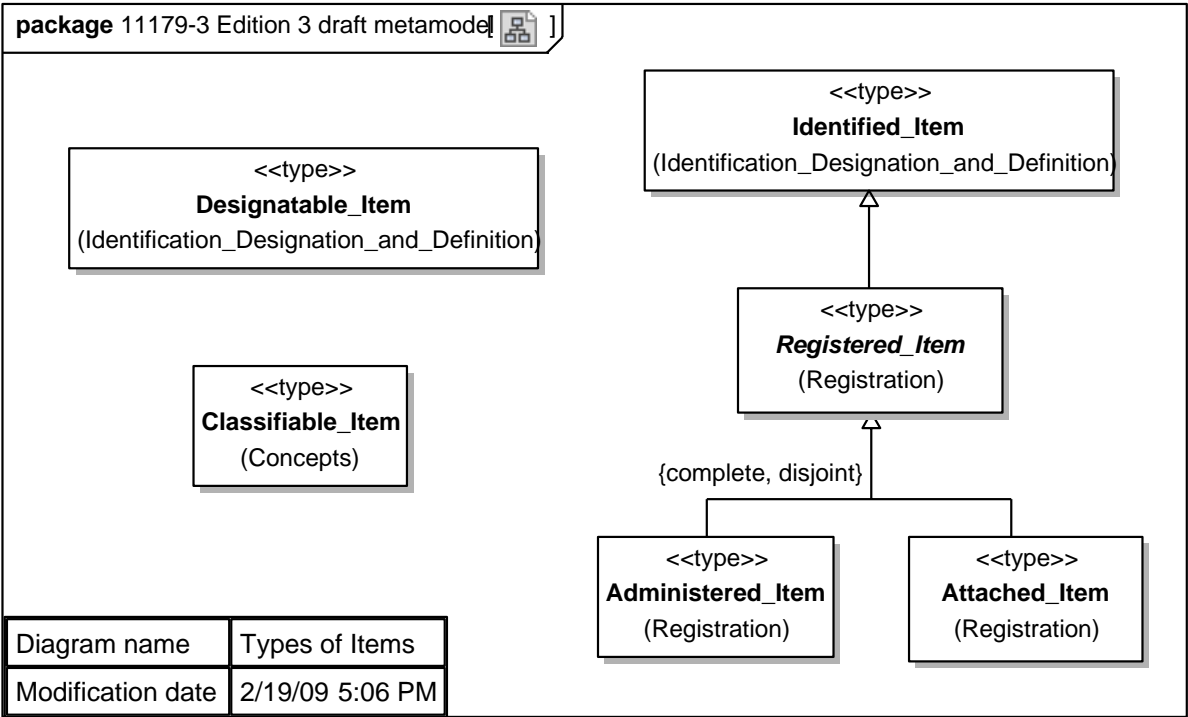 package 11179-3 Edition 3 draft metamodel[ ]
<<type>>
Identified_Item
(Identification_Designation_and_Definition)
<<type>>
Designatable_Item
(Identification_Designation_and_Definition)
<<type>>
Registered_Item
(Registration)
<<type>>
Classifiable_Item
(Concepts)
{complete, disjoint}
<<type>>
Administered_Item
(Registration)
<<type>>
Attached_Item
(Registration)
Diagram name Types of Items
Modification date 2/19/09 5:06 PM